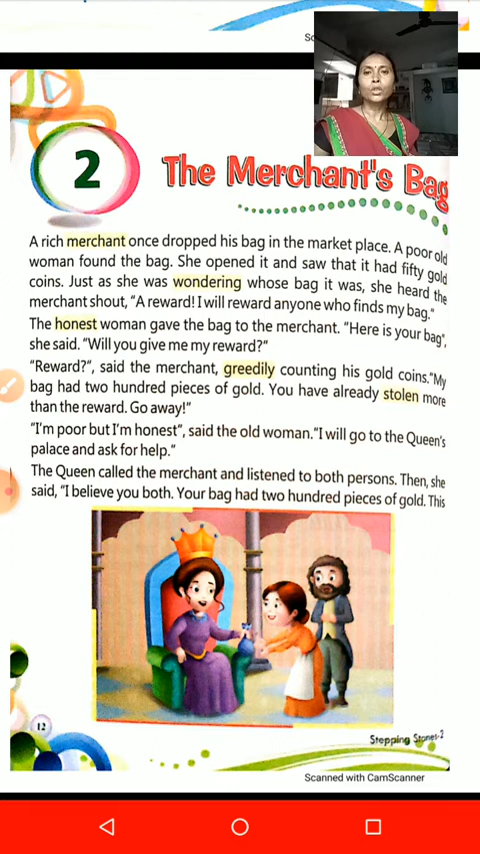 2
The Merchant's Bag
A rich merchant once dropped his bag in the market place. A poor old
woman found the bag. She opened it and saw that it had fifty gold
coins. Just as she was wondering whose bag it was, she heard the
merchant shout, "A reward! I will reward anyone who finds my bag."
The honest woman gave the bag to the merchant. "Here is your bag",
she said. "Will you give me my reward?"
"Reward?", said the merchant, greedily counting his gold coins."My
bag had two hundred pieces of gold. You have already stolen more
than the reward. Go away!"
"I'm poor but I'm honest", said the old woman."I will go to the Queen's
palace and ask for help."
The Queen called the merchant and listened to both persons. Then, she
said, "I believe you both. Your bag had two hundred pieces of gold. This
12
Stepping Stones-2
Scanned with CamScanner